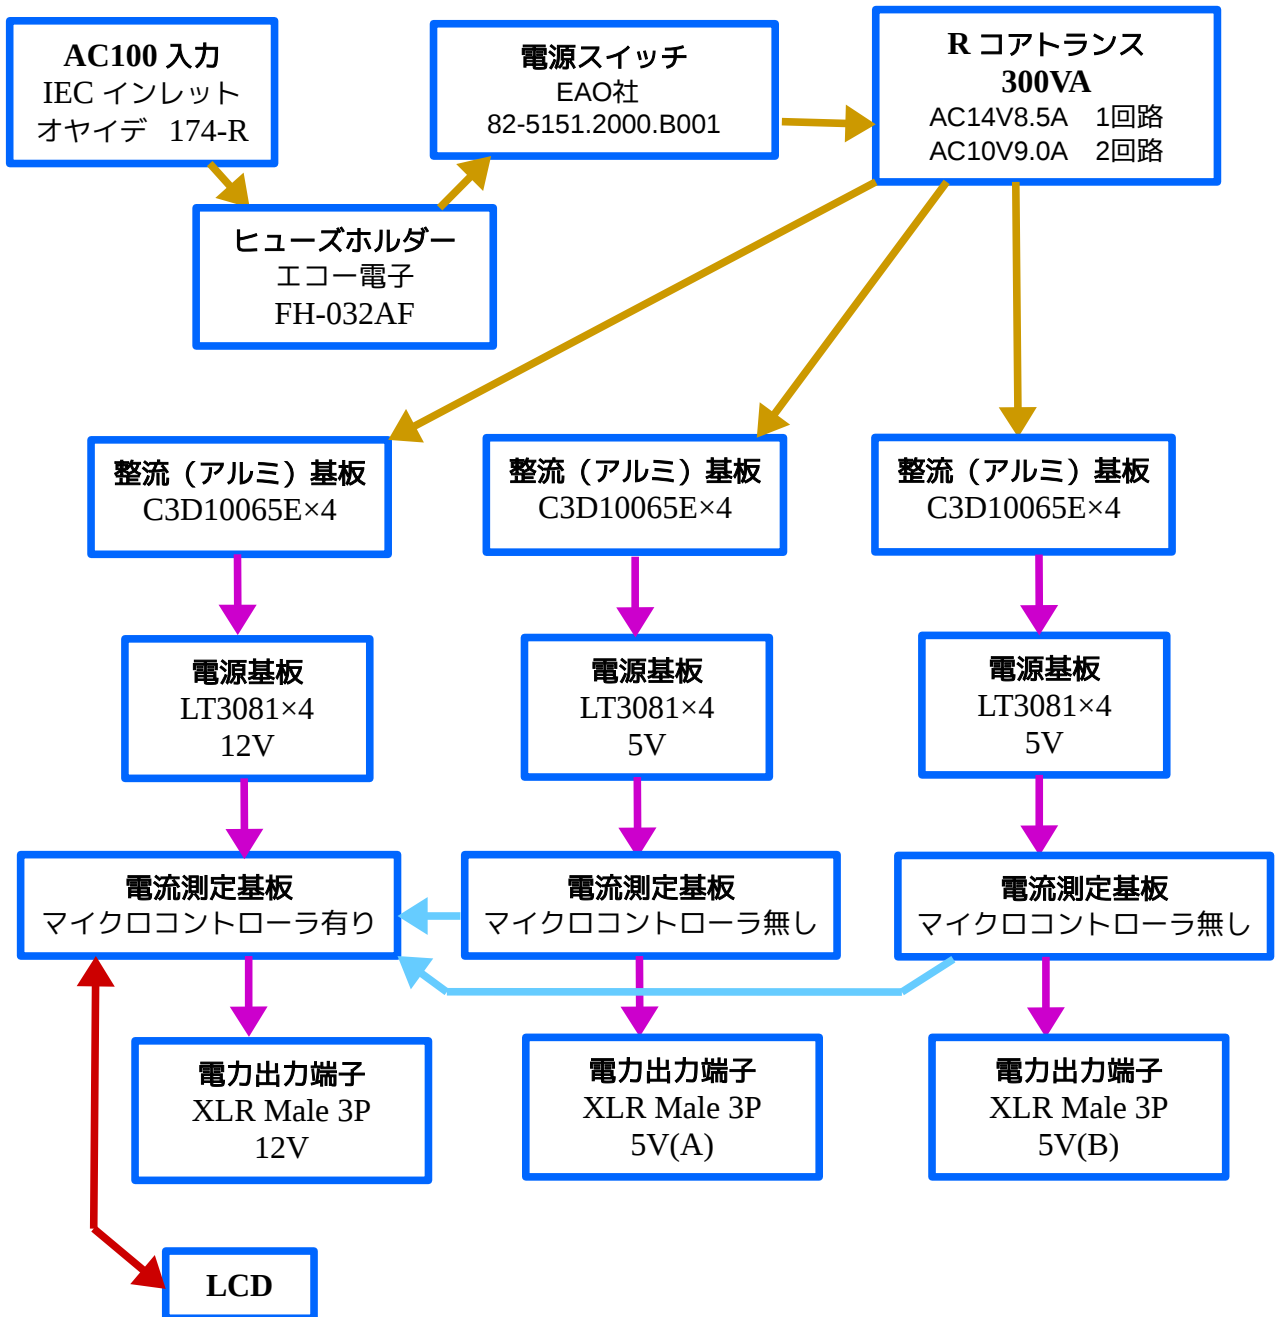 AC100 入力
IEC インレット
オヤイデ 174-R
電源スイッチ
EAO社
82-5151.2000.B001
R コアトランス
300VA
AC14V8.5A 1回路
AC10V9.0A 2回路
ヒューズホルダー
エコー電子
FH-032AF
整流（アルミ）基板
C3D10065E×4
整流（アルミ）基板
C3D10065E×4
整流（アルミ）基板
C3D10065E×4
電源基板
LT3081×4
12V
電源基板
LT3081×4
5V
電源基板
LT3081×4
5V
電流測定基板
マイクロコントローラ有り
電流測定基板
マイクロコントローラ無し
電流測定基板
マイクロコントローラ無し
電力出力端子
XLR Male 3P
12V
電力出力端子
XLR Male 3P
5V(A)
電力出力端子
XLR Male 3P
5V(B)
LCD